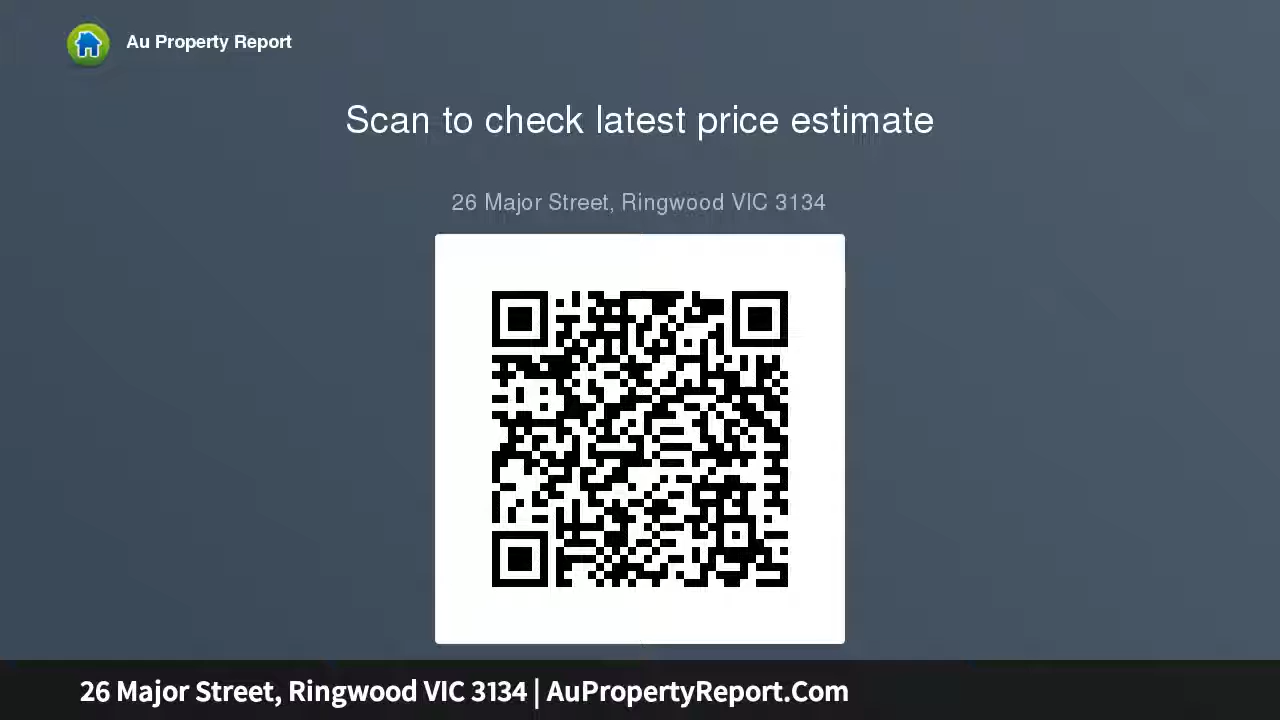 Au Property Report
Scan to check latest price estimate
26 Major Street, Ringwood VIC 3134
26 Major Street, Ringwood VIC 3134 | AuPropertyReport.Com